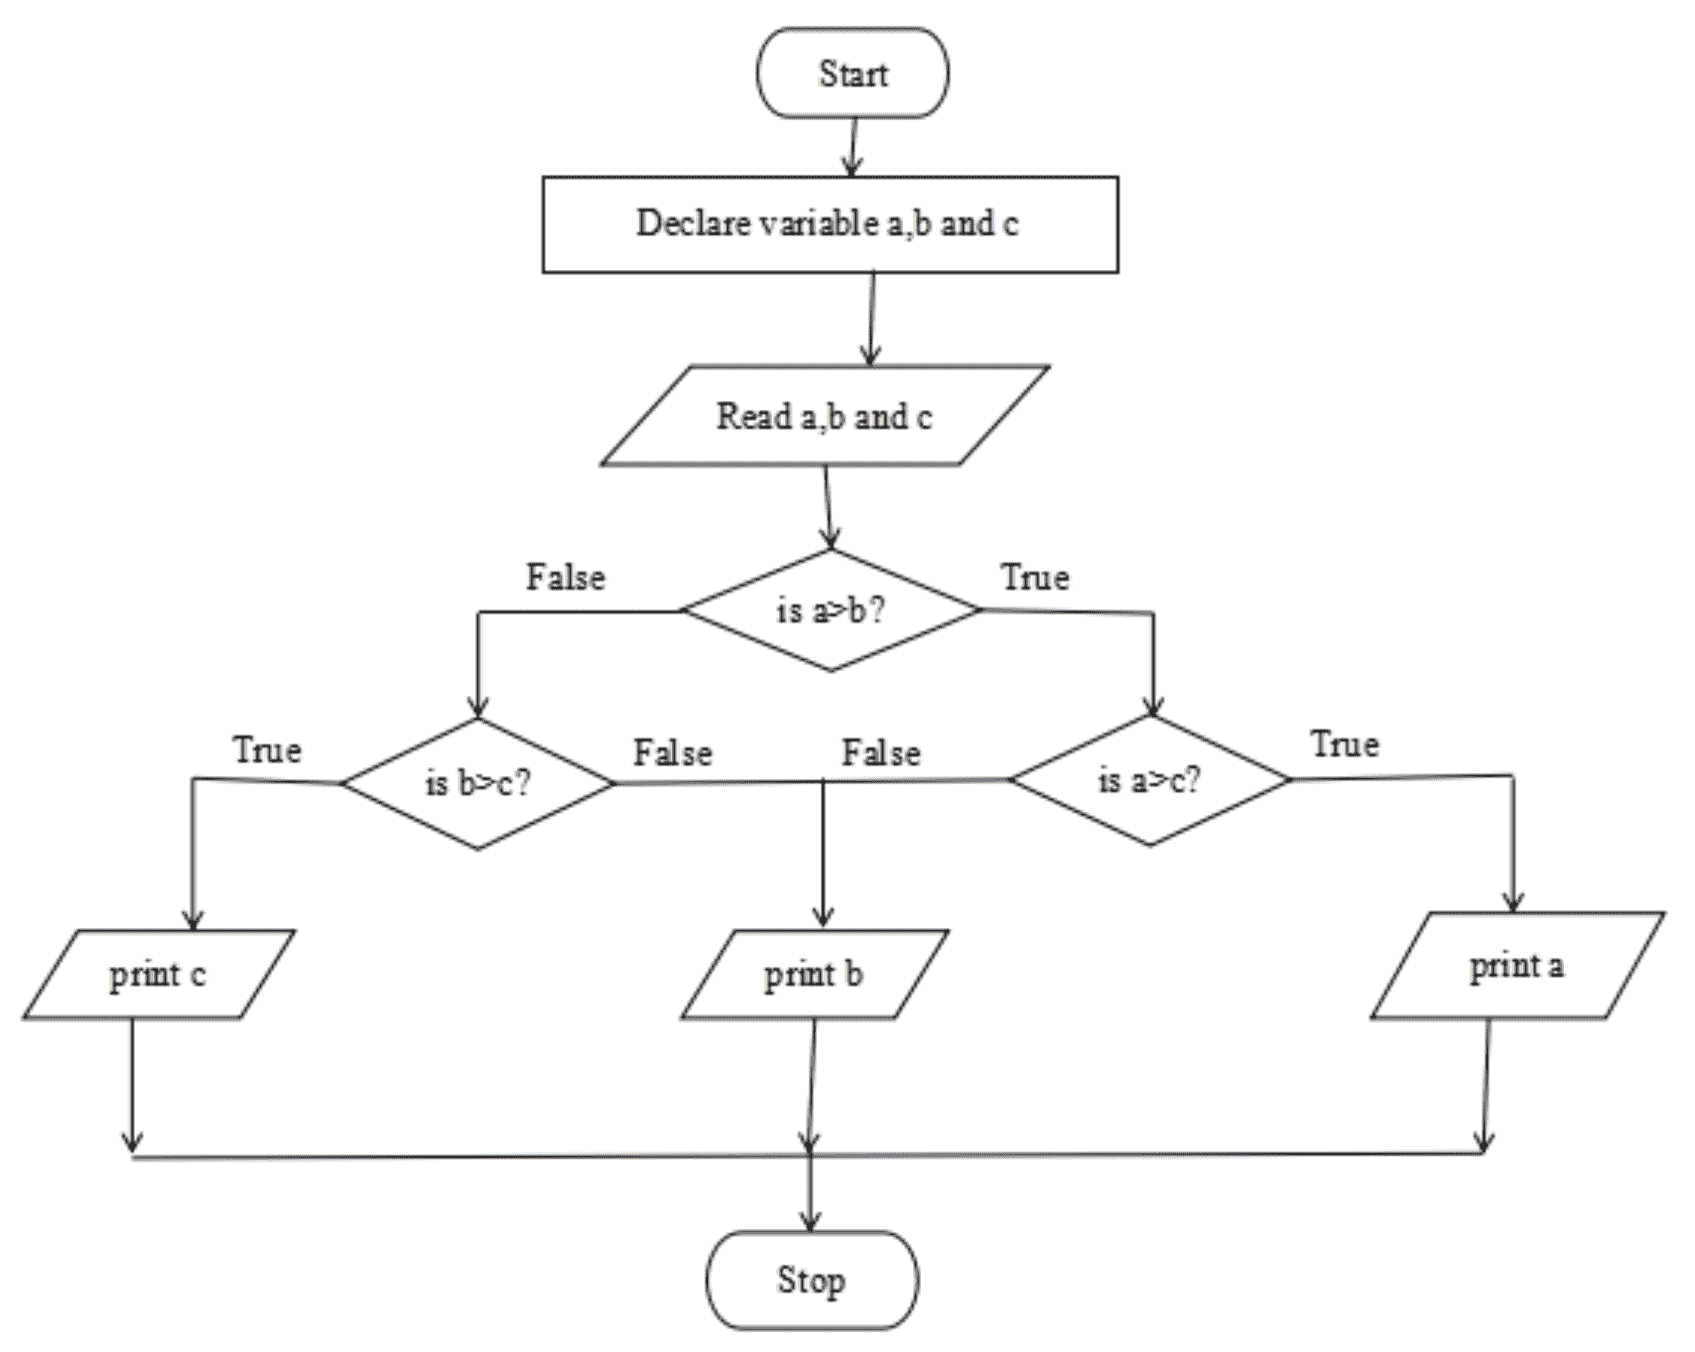 Start
Declare variable a,b and c
Read a,b and c
False
True
is a>b?
True
is b>c?
False
False
is a>c?
True
print c
print b
print a
Stop